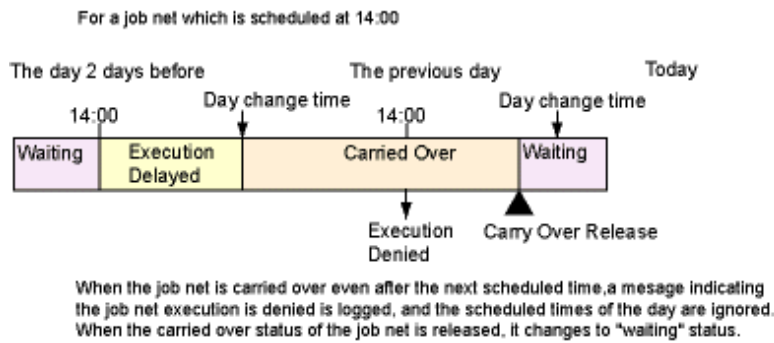 For a job net which is scheduled at 14:00
The day 2 days before
The previous day
Today
14:00
Day change time
14:00
Day change time
Waiting
Execution
Delayed
Carried Over
Waiting
Execution
Denied
Carry Over Release
When the job net is carried over even after the next scheduled time,a mesage indicating
the job net execution is denied is logged, and the scheduled times of the day are ignored.
When the carried over status of the job net is released, it changes to "waiting" status.